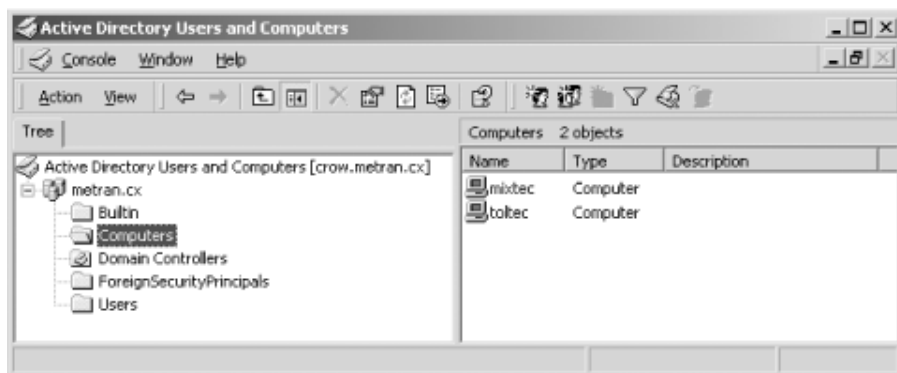 Active Directory Users and Computers
Console Window Help
Action View
Tree
Computers 2 objects
Active Directory Users and Computers [crow.metran.cx]
metran.cx
Builtin
Computers
Domain Controllers
ForeignSecurityPrincipals
Users
Name Type Description
mixtec Computer
toltec Computer